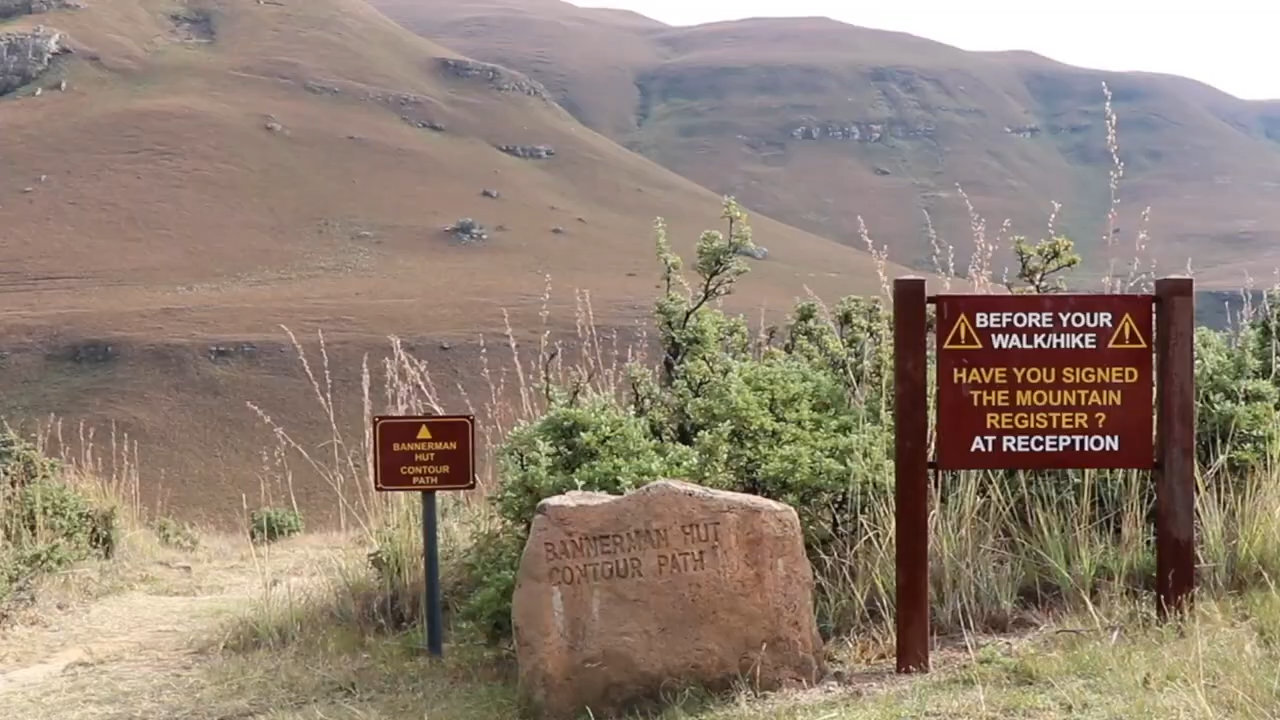 BANNERMAN
HUT
CONTOUR
PATH
BANNERMAN HUT
CONTOUR PATH
BEFORE YOUR
WALK/HIKE
HAVE YOU SIGNED
THE MOUNTAIN
REGISTER ?
AT RECEPTION